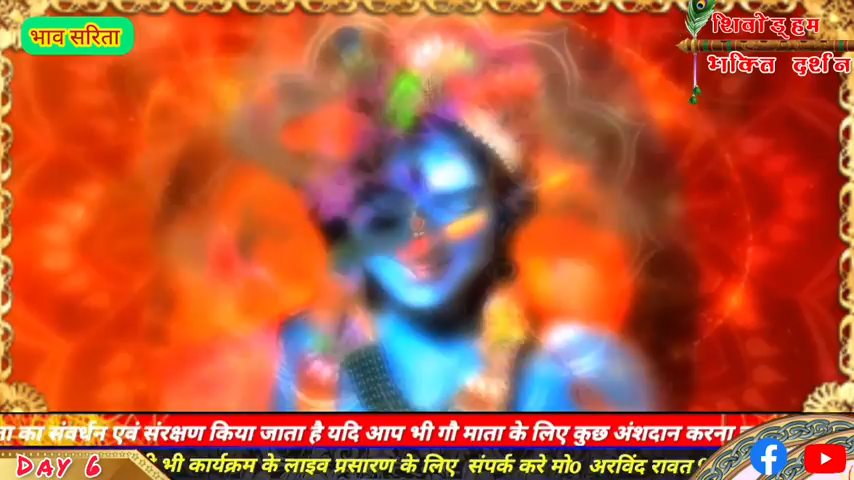 भाव सरिता
शिवोड्हम
भक्ति दर्शन
का संवर्धन एवं संरक्षण किया जाता है यदि आप भी गौ माता के लिए कुछ अंशदान करना
DAY 6
भी कार्यक्रम के लाइव प्रसारण के लिए संपर्क करे मो० अरविंद रावत